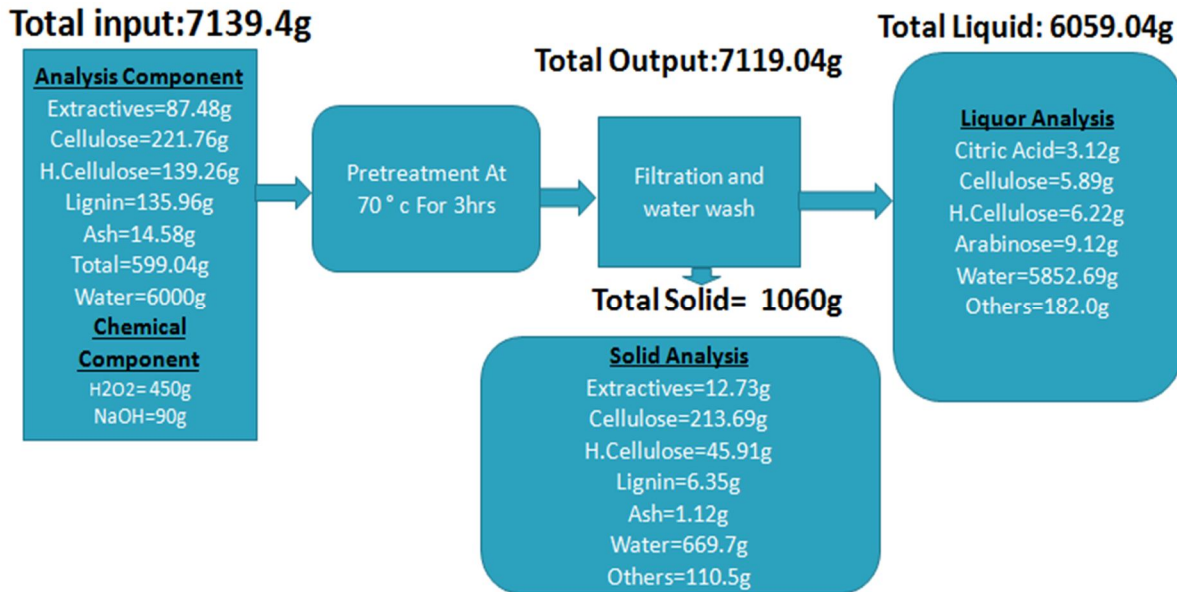 Total input:7139.4g
Analysis Component
Extractives=87.48g
Cellulose=221.76g
H.Cellulose=139.26g
Lignin=135.96g
Ash=14.58g
Total=599.04g
Water=6000g
Chemical
Component
H2O2= 450g
NaOH=90g
Pretreatment At
70 ° c For 3hrs
Total Output:7119.04g
Filtration and
water wash
Total Solid=  1060g
Solid Analysis
Extractives=12.73g
Cellulose=213.69g
H.Cellulose=45.91g
Lignin=6.35g
Ash=1.12g
Water=669.7g
Others=110.5g
Total Liquid: 6059.04g
Liquor Analysis
Citric Acid=3.12g
Cellulose=5.89g
H.Cellulose=6.22g
Arabinose=9.12g
Water=5852.69g
Others=182.0g